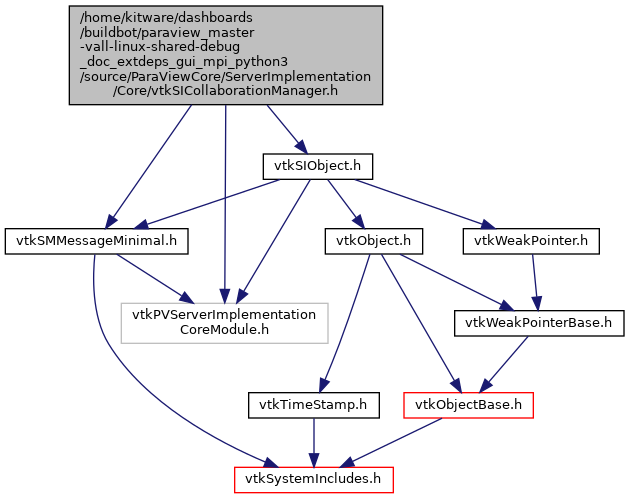 /home/kitware/dashboards
/buildbot/paraview_master
-vall-linux-shared-debug
_doc_extdeps_gui_mpi_python3
/source/ParaViewCore/ServerImplementation
/Core/vtkSICollaborationManager.h
vtkSIObject.h
vtkSMMessageMinimal.h
vtkObject.h
vtkWeakPointer.h
vtkPVServerImplementation
CoreModule.h
vtkWeakPointerBase.h
vtkTimeStamp.h
vtkObjectBase.h
vtkSystemIncludes.h